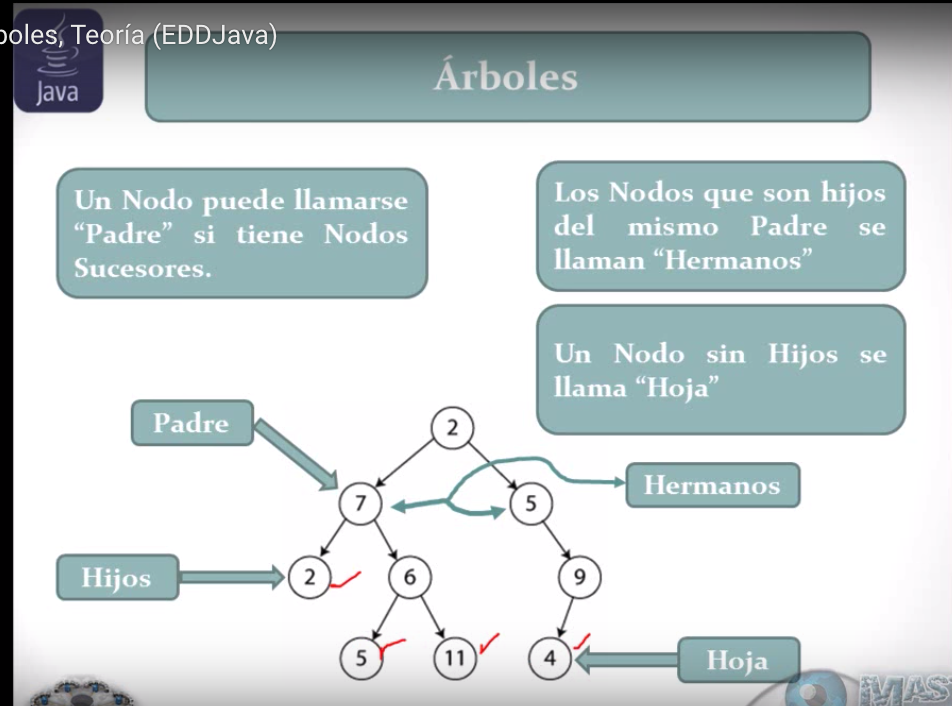 boles, Teoría (EDDJava)
Java
Árboles
Un Nodo puede llamarse
“Padre” si tiene Nodos
Sucesores.
Los Nodos que son hijos
del mismo Padre se
llaman “Hermanos”
Un Nodo sin Hijos se
llama “Hoja”
Padre
2
Hermanos
7
5
Hijos
2
6
9
5
11
4
Hoja
MAS